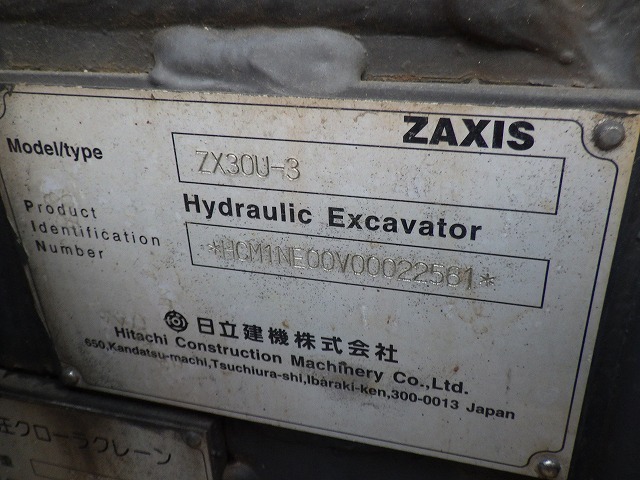 ZAXIS
Model/type ZX30U-3
Hydraulic Excavator
Product
Identification
Number
*HCM1NE00V00022561*
日立建機株式会社
Hitachi Construction Machinery Co.,Ltd.
650,Kandatsu-machi,Tsuchiura-shi,Ibaraki-ken,300-0013 Japan
圧クローラクレーン